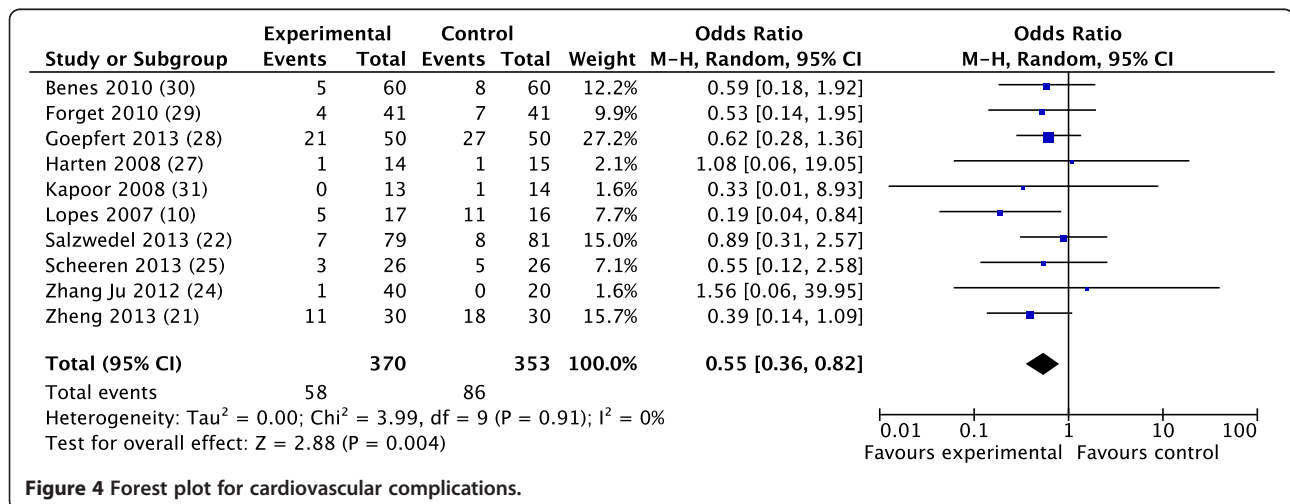 Experimental Control Odds Ratio Odds Ratio
Study or Subgroup Events Total Events Total Weight M-H, Random, 95% CI M-H, Random, 95% CI
Benes 2010 (30) 5 60 8 60 12.2% 0.59 [0.18, 1.92]
Forget 2010 (29) 4 41 7 41 9.9% 0.53 [0.14, 1.95]
Goepfert 2013 (28) 21 50 27 50 27.2% 0.62 [0.28, 1.36]
Harten 2008 (27) 1 14 1 15 2.1% 1.08 [0.06, 19.05]
Kapoor 2008 (31) 0 13 1 14 1.6% 0.33 [0.01, 8.93]
Lopes 2007 (10) 5 17 11 16 7.7% 0.19 [0.04, 0.84]
Salzwedel 2013 (22) 7 79 8 81 15.0% 0.89 [0.31, 2.57]
Scheeren 2013 (25) 3 26 5 26 7.1% 0.55 [0.12, 2.58]
Zhang Ju 2012 (24) 1 40 0 20 1.6% 1.56 [0.06, 39.95]
Zheng 2013 (21) 11 30 18 30 15.7% 0.39 [0.14, 1.09]
Total (95% CI) 370 353 100.0% 0.55 [0.36, 0.82]
Total events 58 86
Heterogeneity: Tau² = 0.00; Chi² = 3.99, df = 9 (P = 0.91); I² = 0%
Test for overall effect: Z = 2.88 (P = 0.004)
0.01 0.1 1 10 100
Favours experimental Favours control
Figure 4 Forest plot for cardiovascular complications.